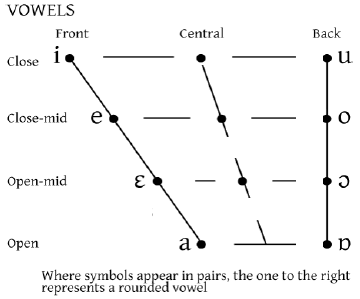 VOWELS
Front Central Back
Close i u
Close-mid e o
Open-mid ɛ ɔ
Open a ɒ
Where symbols appear in pairs, the one to the right
represents a rounded vowel